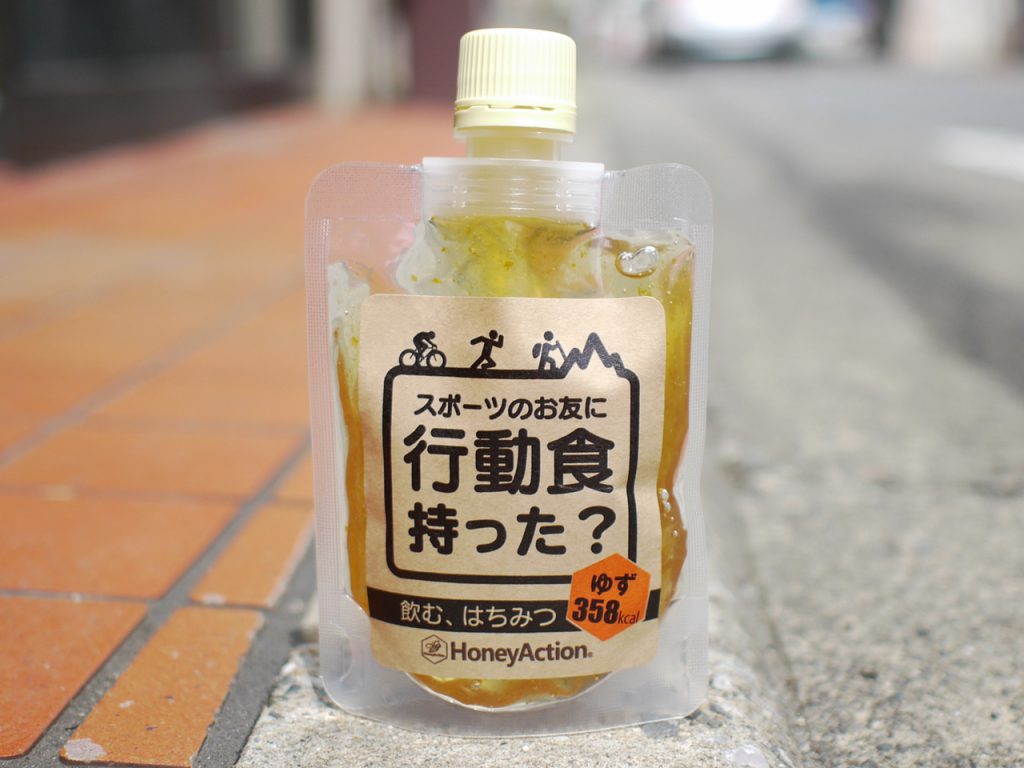 スポーツのお友に
行動食
持った？
ゆず
358kcal
飲む、はちみつ
HoneyAction®